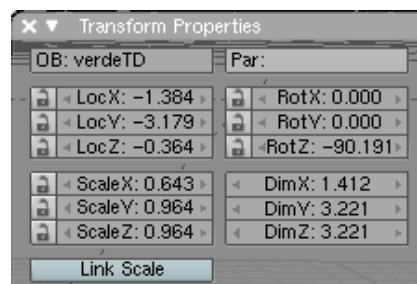 Transform Properties
OB: verdeTD Par:
LocX: -1.384 RotX: 0.000
LocY: -3.179 RotY: 0.000
LocZ: -0.364 RotZ: -90.191
ScaleX: 0.643 DimX: 1.412
ScaleY: 0.964 DimY: 3.221
ScaleZ: 0.964 DimZ: 3.221
Link Scale